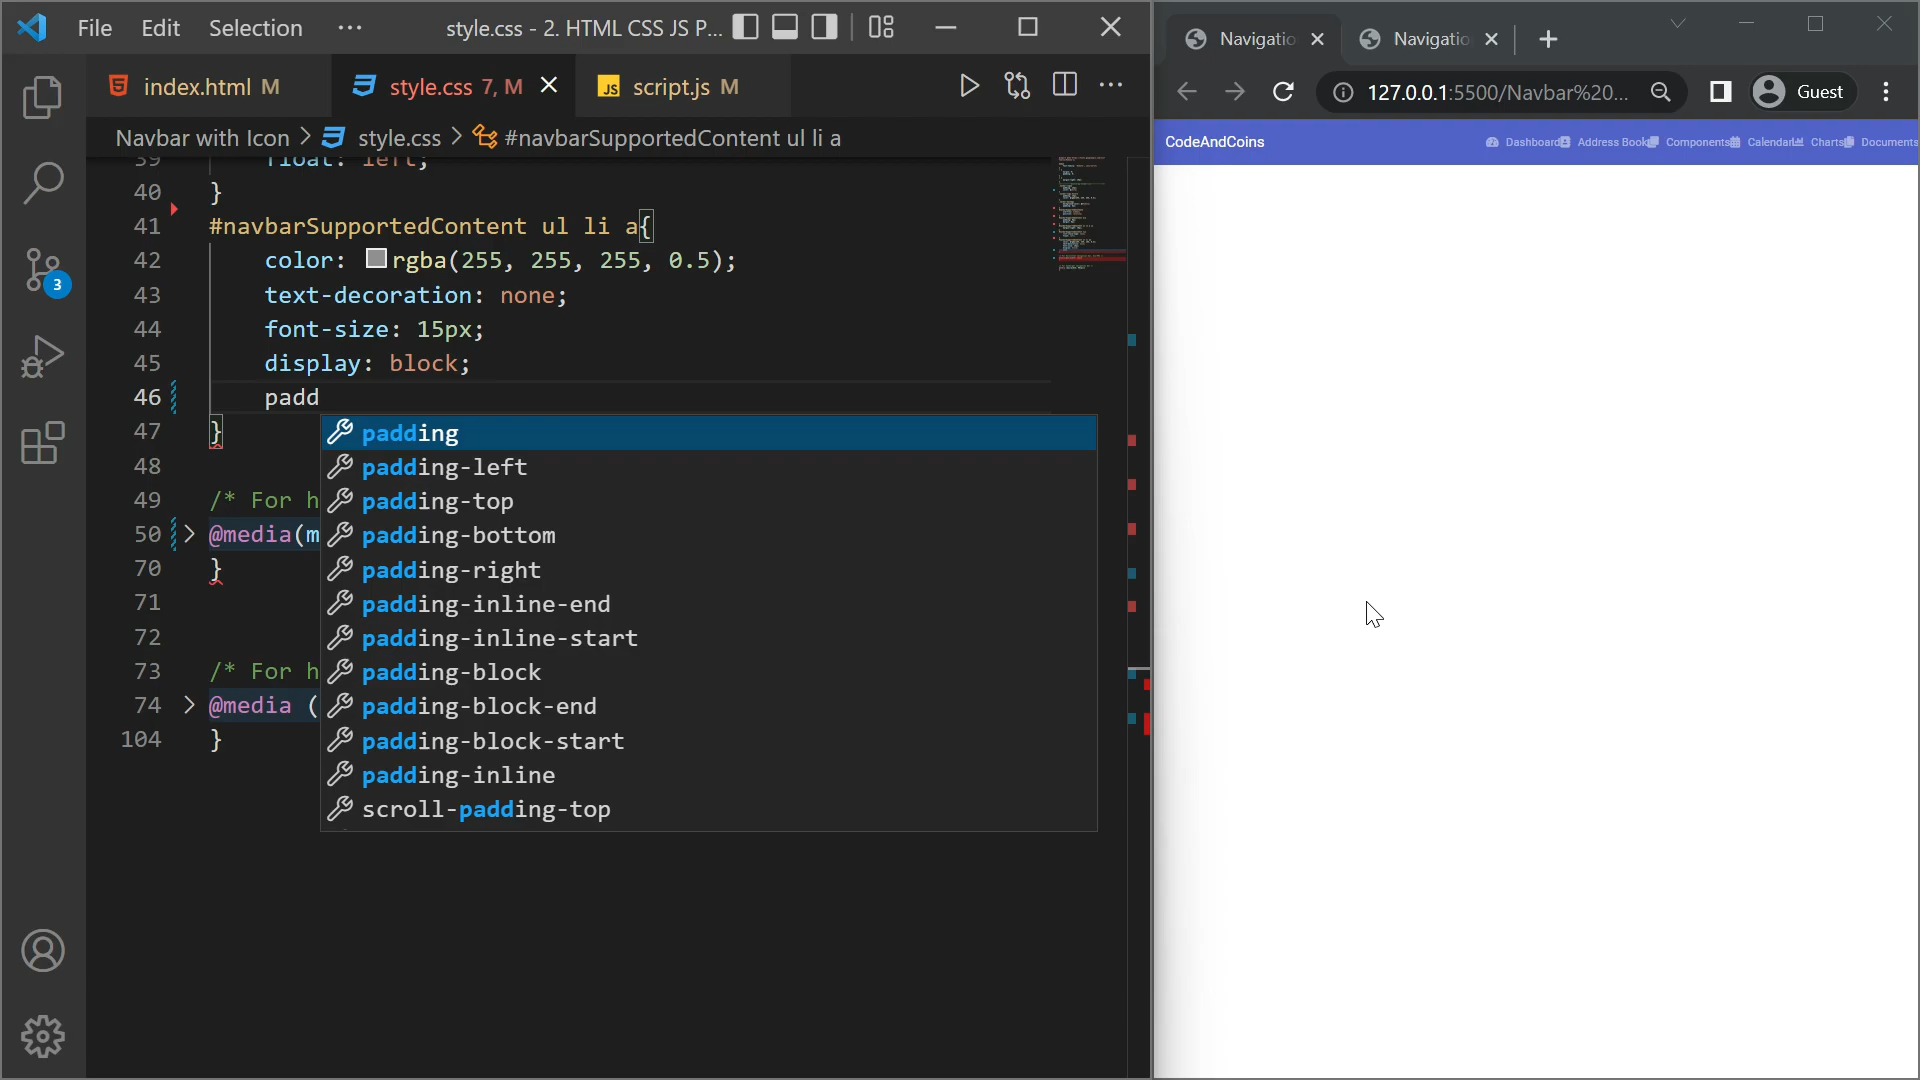 File Edit Selection ··· style.css - 2. HTML CSS JS P...
index.html M style.css 7, M script.js M
Navbar with Icon > style.css > #navbarSupportedContent ul li a
39 float: left;
40 }
41 #navbarSupportedContent ul li a{
42 color: rgba(255, 255, 255, 0.5);
43 text-decoration: none;
44 font-size: 15px;
45 display: block;
46 padd
47 }
48
49 /* For h
50 @media(m
70 }
71
72
73 /* For h
74 @media (
104 }
padding
padding-left
padding-top
padding-bottom
padding-right
padding-inline-end
padding-inline-start
padding-block
padding-block-end
padding-block-start
padding-inline
scroll-padding-top
3
Navigatio Navigatio
127.0.0.1:5500/Navbar%20... Guest
CodeAndCoins Dashboard Address Book Components Calendar Charts Documents